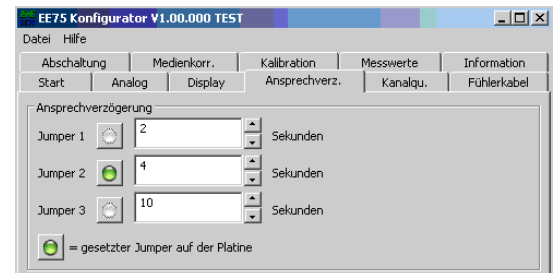 EE75 Konfigurator V1.00.000 TEST
Datei Hilfe
Abschaltung Medienkorr. Kalibration Messwerte Information
Start Analog Display Ansprechverz. Kanalqu. Fühlerkabel
Ansprechverzögerung
Jumper 1 2 Sekunden
Jumper 2 4 Sekunden
Jumper 3 10 Sekunden
= gesetzter Jumper auf der Platine